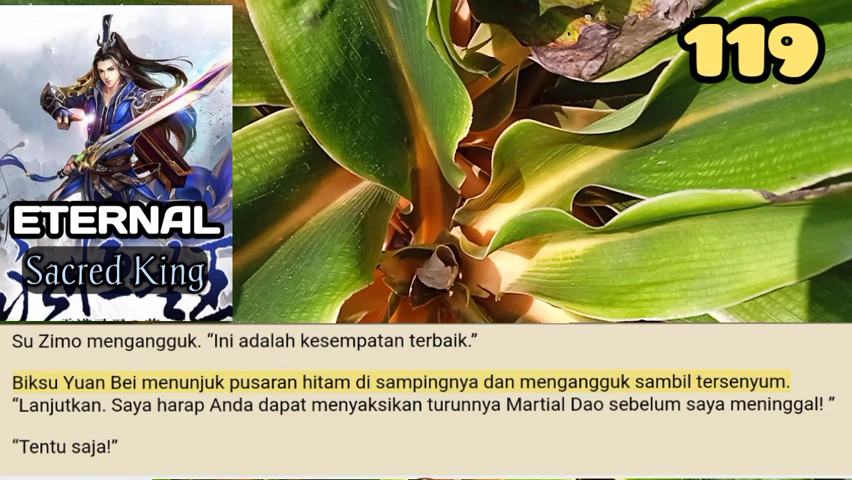 119
ETERNAL
Sacred King
Su Zimo mengangguk. “Ini adalah kesempatan terbaik.”
Biksu Yuan Bei menunjuk pusaran hitam di sampingnya dan mengangguk sambil tersenyum.
“Lanjutkan. Saya harap Anda dapat menyaksikan turunnya Martial Dao sebelum saya meninggal! ”
“Tentu saja!”